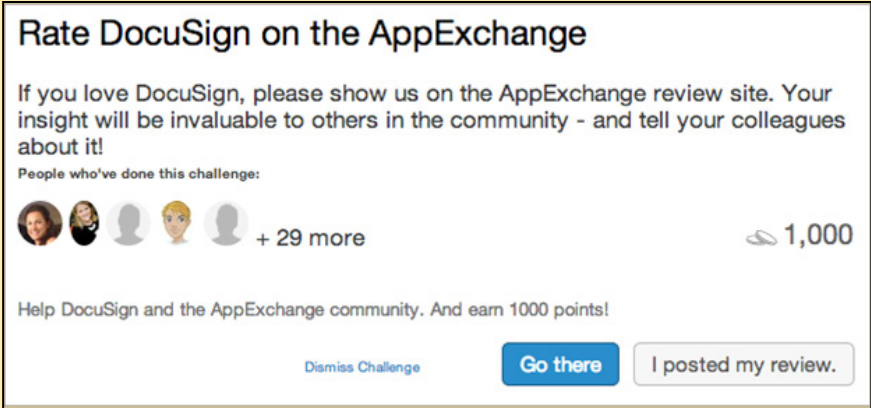 Rate DocuSign on the AppExchange
If you love DocuSign, please show us on the AppExchange review site. Your
insight will be invaluable to others in the community - and tell your colleagues
about it!
People who've done this challenge:
+ 29 more
1,000
Help DocuSign and the AppExchange community. And earn 1000 points!
Dismiss Challenge
Go there
I posted my review.